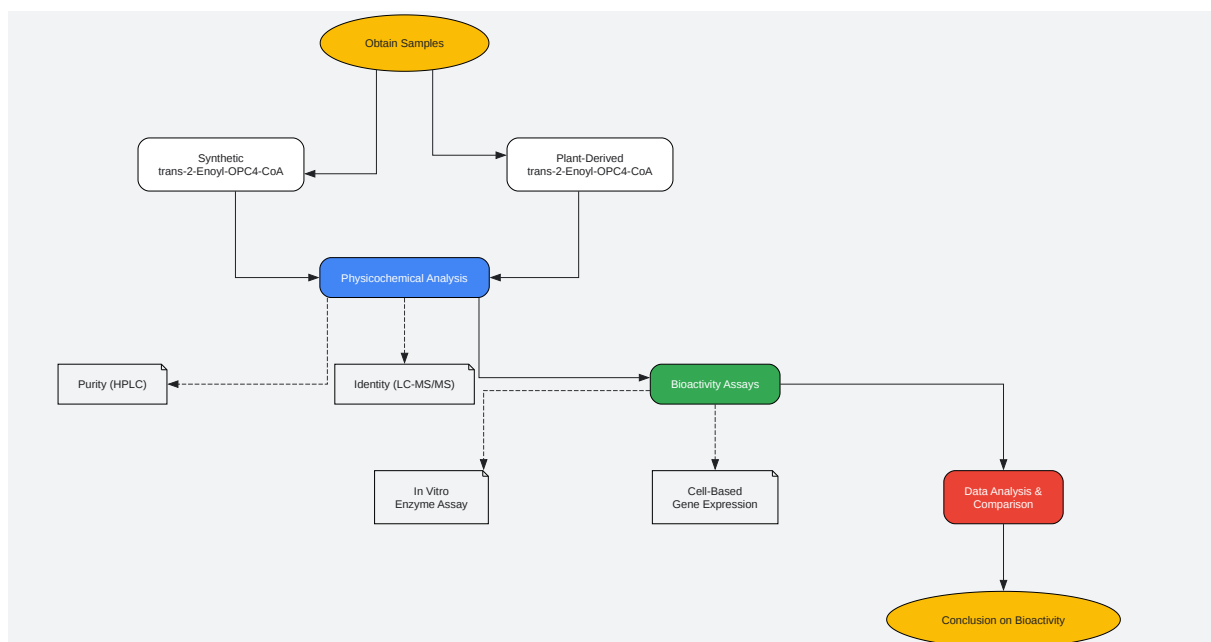 Obtain Samples
Synthetic
trans-2-Enoyl-OPC4-CoA
Plant-Derived
trans-2-Enoyl-OPC4-CoA
Physicochemical Analysis
Purity (HPLC)
Identity (LC-MS/MS)
Bioactivity Assays
In Vitro
Enzyme Assay
Cell-Based
Gene Expression
Data Analysis &
Comparison
Conclusion on Bioactivity